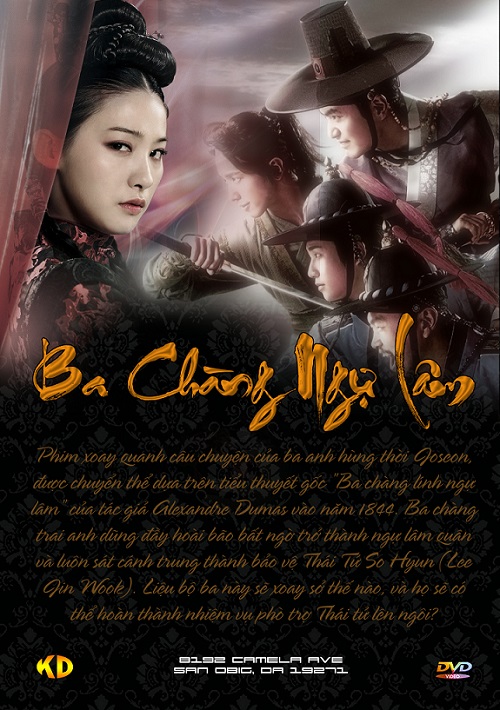 Ba Chàng Ngự Lâm
Phim xoay quanh câu chuyện của ba anh hùng thời Joseon,
được chuyển thể dựa trên tiểu thuyết gốc "Ba chàng lính ngự
lâm" của tác giả Alexandre Dumas vào năm 1844. Ba chàng
trai anh dũng đầy hoài bão bất ngờ trở thành ngự lâm quân
và luôn sát cánh trung thành bảo vệ Thái Tử So Hyun (Lee
Jin Wook). Liệu bộ ba này sẽ xoay sở thế nào, và họ sẽ có
thể hoàn thành nhiệm vụ phò trợ Thái tử lên ngôi?
KD
8192 CAMELA AVE
SAN OBIG, OA 19271
DVD
VIDEO